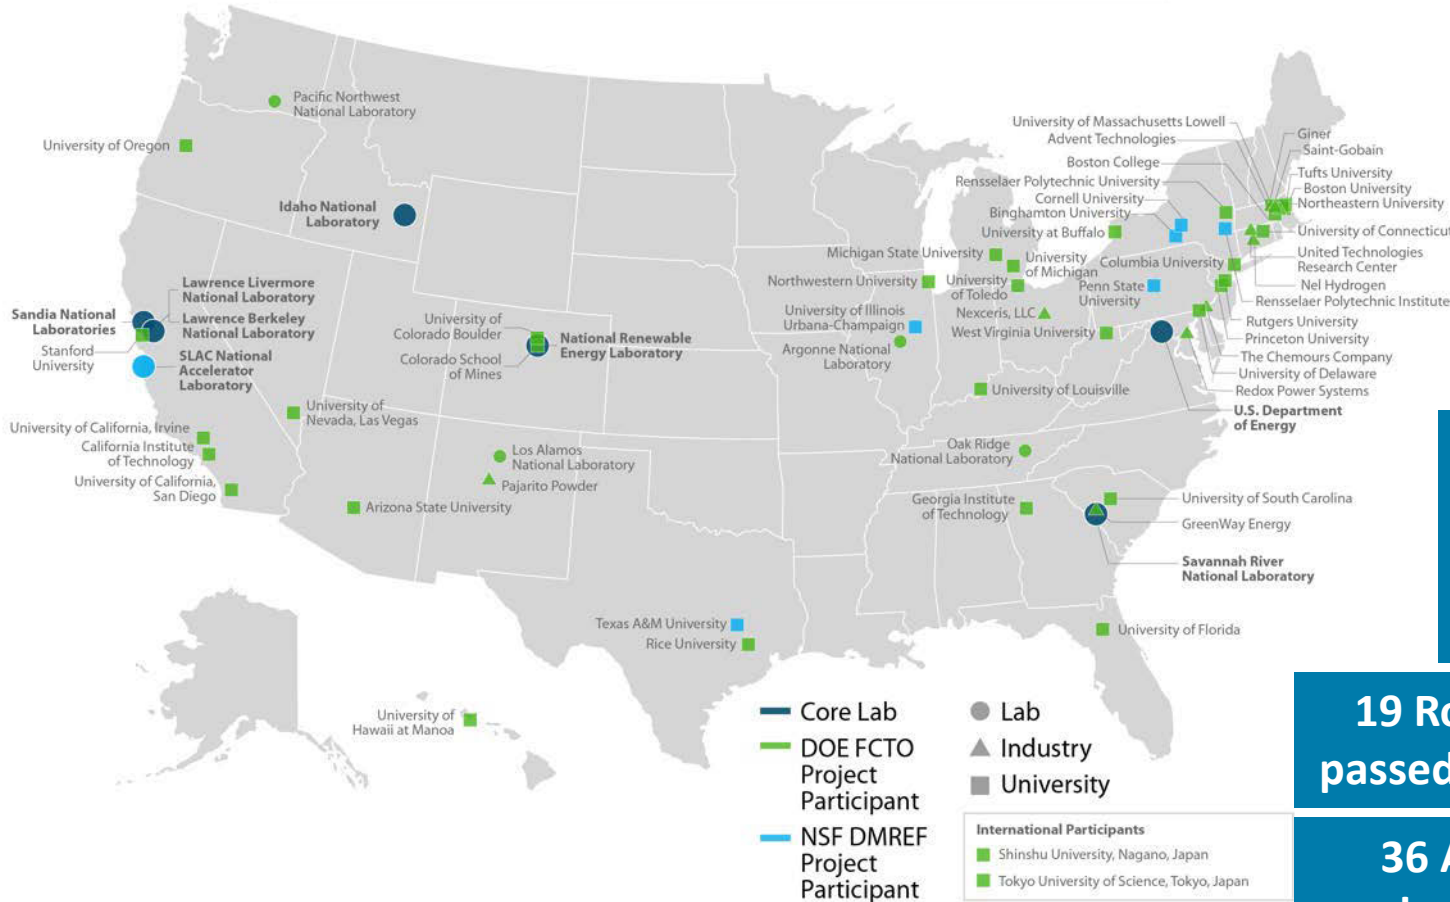 Pacific Northwest
National Laboratory
University of Oregon
Idaho National
Laboratory
Lawrence Livermore
National Laboratory
Sandia National
Laboratories
Lawrence Berkeley
National Laboratory
Stanford
University
SLAC National
Accelerator
Laboratory
University of
Colorado Boulder
Colorado School
of Mines
National Renewable
Energy Laboratory
University of
Nevada, Las Vegas
University of California, Irvine
California Institute
of Technology
University of California,
San Diego
Los Alamos
National Laboratory
Pajarito Powder
Arizona State University
University of
Hawaii at Manoa
Texas A&M University
Rice University
Michigan State University
University
of Michigan
Northwestern University
University
of Toledo
University of Illinois
Urbana-Champaign
Argonne National
Laboratory
Nexceris, LLC
West Virginia University
University of Louisville
Oak Ridge
National Laboratory
Georgia Institute
of Technology
University of Massachusetts Lowell
Advent Technologies
Boston College
Rensselaer Polytechnic University
Cornell University
Binghamton University
University at Buffalo
Columbia University
Penn State
University
Giner
Saint-Gobain
Tufts University
Boston University
Northeastern University
University of Connecticut
United Technologies
Research Center
Nel Hydrogen
Rensselaer Polytechnic Institute
Rutgers University
Princeton University
The Chemours Company
University of Delaware
Redox Power Systems
U.S. Department
of Energy
University of South Carolina
GreenWay Energy
Savannah River
National Laboratory
University of Florida
Core Lab
DOE FCTO
Project
Participant
NSF DMREF
Project
Participant
Lab
Industry
University
International Participants
Shinshu University, Nagano, Japan
Tokyo University of Science, Tokyo, Japan
19
passed
36